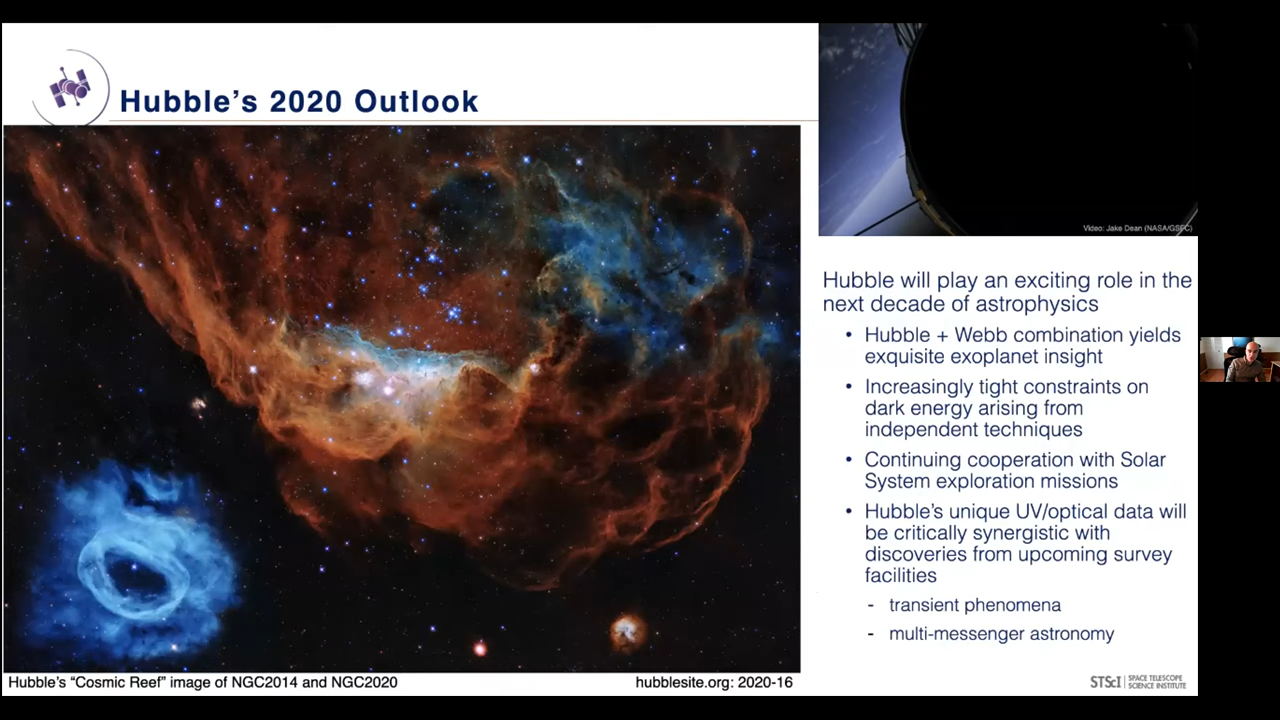 Hubble's 2020 Outlook
Video: Jake Dean (NASA/GSFC)
Hubble will play an exciting role in the
next decade of astrophysics
• Hubble + Webb combination yields
exquisite exoplanet insight
• Increasingly tight constraints on
dark energy arising from
independent techniques
• Continuing cooperation with Solar
System exploration missions
• Hubble's unique UV/optical data will
be critically synergistic with
discoveries from upcoming survey
facilities
- transient phenomena
- multi-messenger astronomy
Hubble's “Cosmic Reef” image of NGC2014 and NGC2020
hubblesite.org: 2020-16
STScI | SPACE TELESCOPE
SCIENCE INSTITUTE